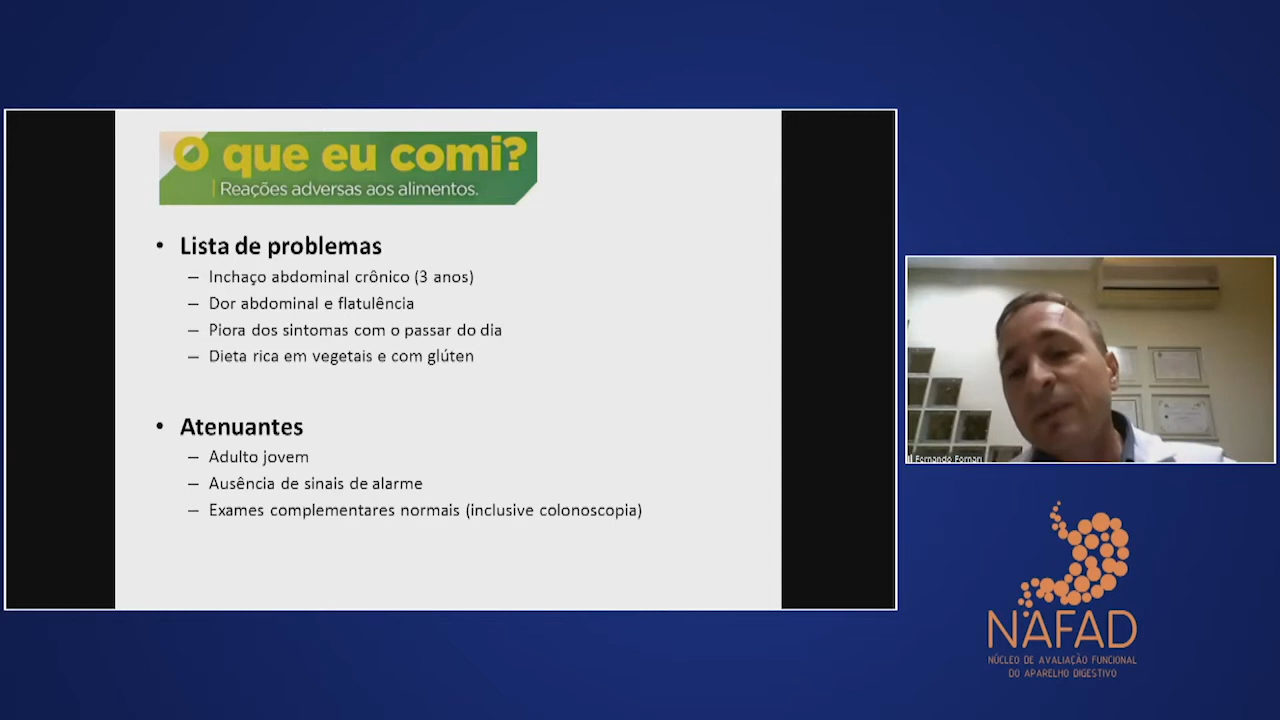 O que eu comi?
Reações adversas aos alimentos.
• Lista de problemas
– Inchaço abdominal crônico (3 anos)
– Dor abdominal e flatulência
– Piora dos sintomas com o passar do dia
– Dieta rica em vegetais e com glúten
• Atenuantes
– Adulto jovem
– Ausência de sinais de alarme
– Exames complementares normais (inclusive colonoscopia)
Fernando Fornari
NAFAD
NÚCLEO DE AVALIAÇÃO FUNCIONAL
DO APARELHO DIGESTIVO